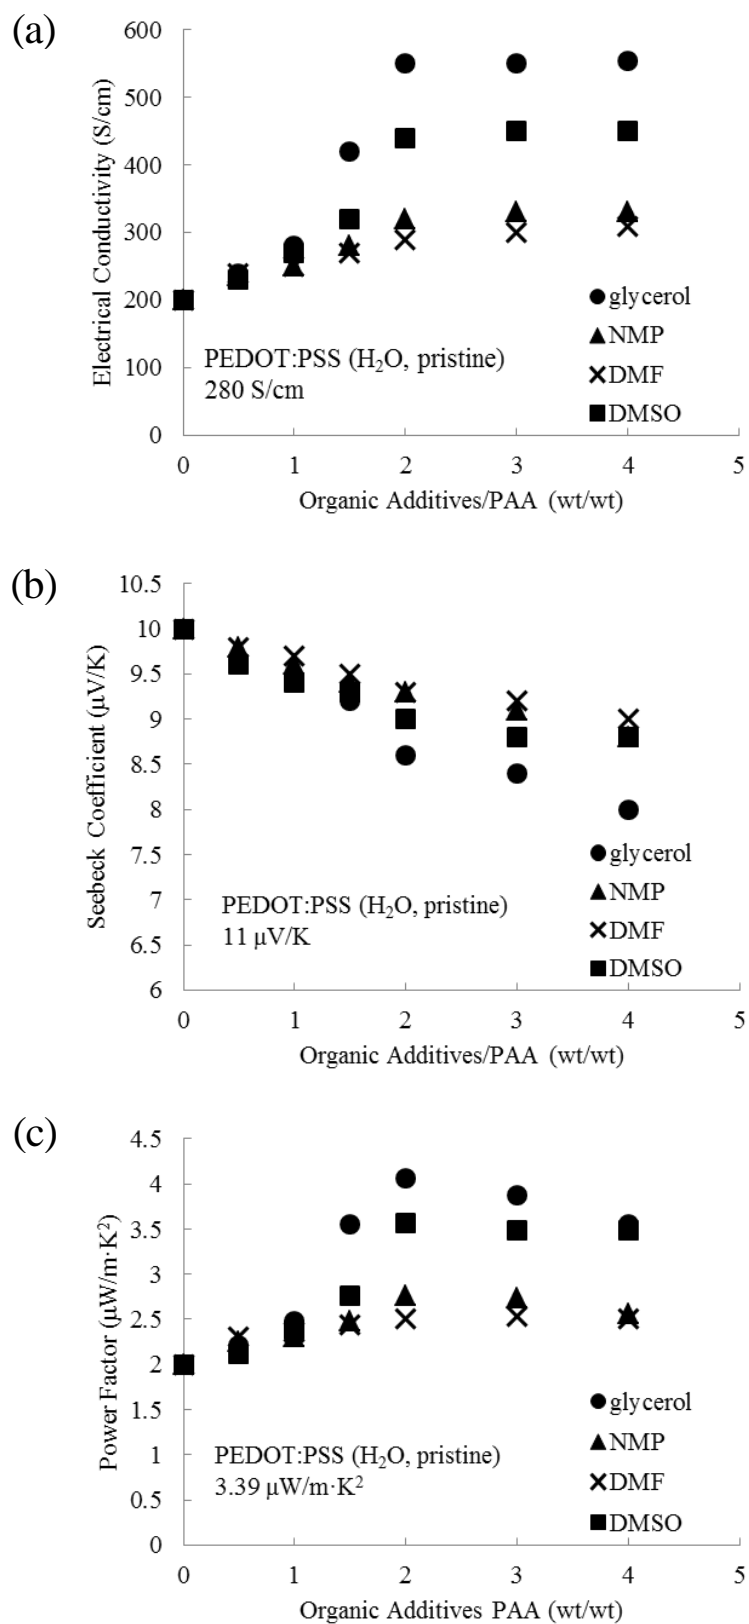 (a)
600
500
400
300
200
100
0
Electrical Conductivity (S/cm)
glycerol
NMP
DMF
DMSO
PEDOT:PSS (H₂O, pristine)
280 S/cm
0 1 2 3 4 5
Organic Additives/PAA (wt/wt)
(b)
10.5
10
9.5
9
8.5
8
7.5
7
6.5
6
Seebeck Coefficient (µV/K)
glycerol
NMP
DMF
DMSO
PEDOT:PSS (H₂O, pristine)
11 µV/K
0 1 2 3 4 5
Organic Additives/PAA (wt/wt)
(c)
4.5
4
3.5
3
2.5
2
1.5
1
0.5
0
Power Factor (µW/m·K²)
glycerol
NMP
DMF
DMSO
PEDOT:PSS (H₂O, pristine)
3.39 µW/m·K²
0 1 2 3 4 5
Organic Additives PAA (wt/wt)